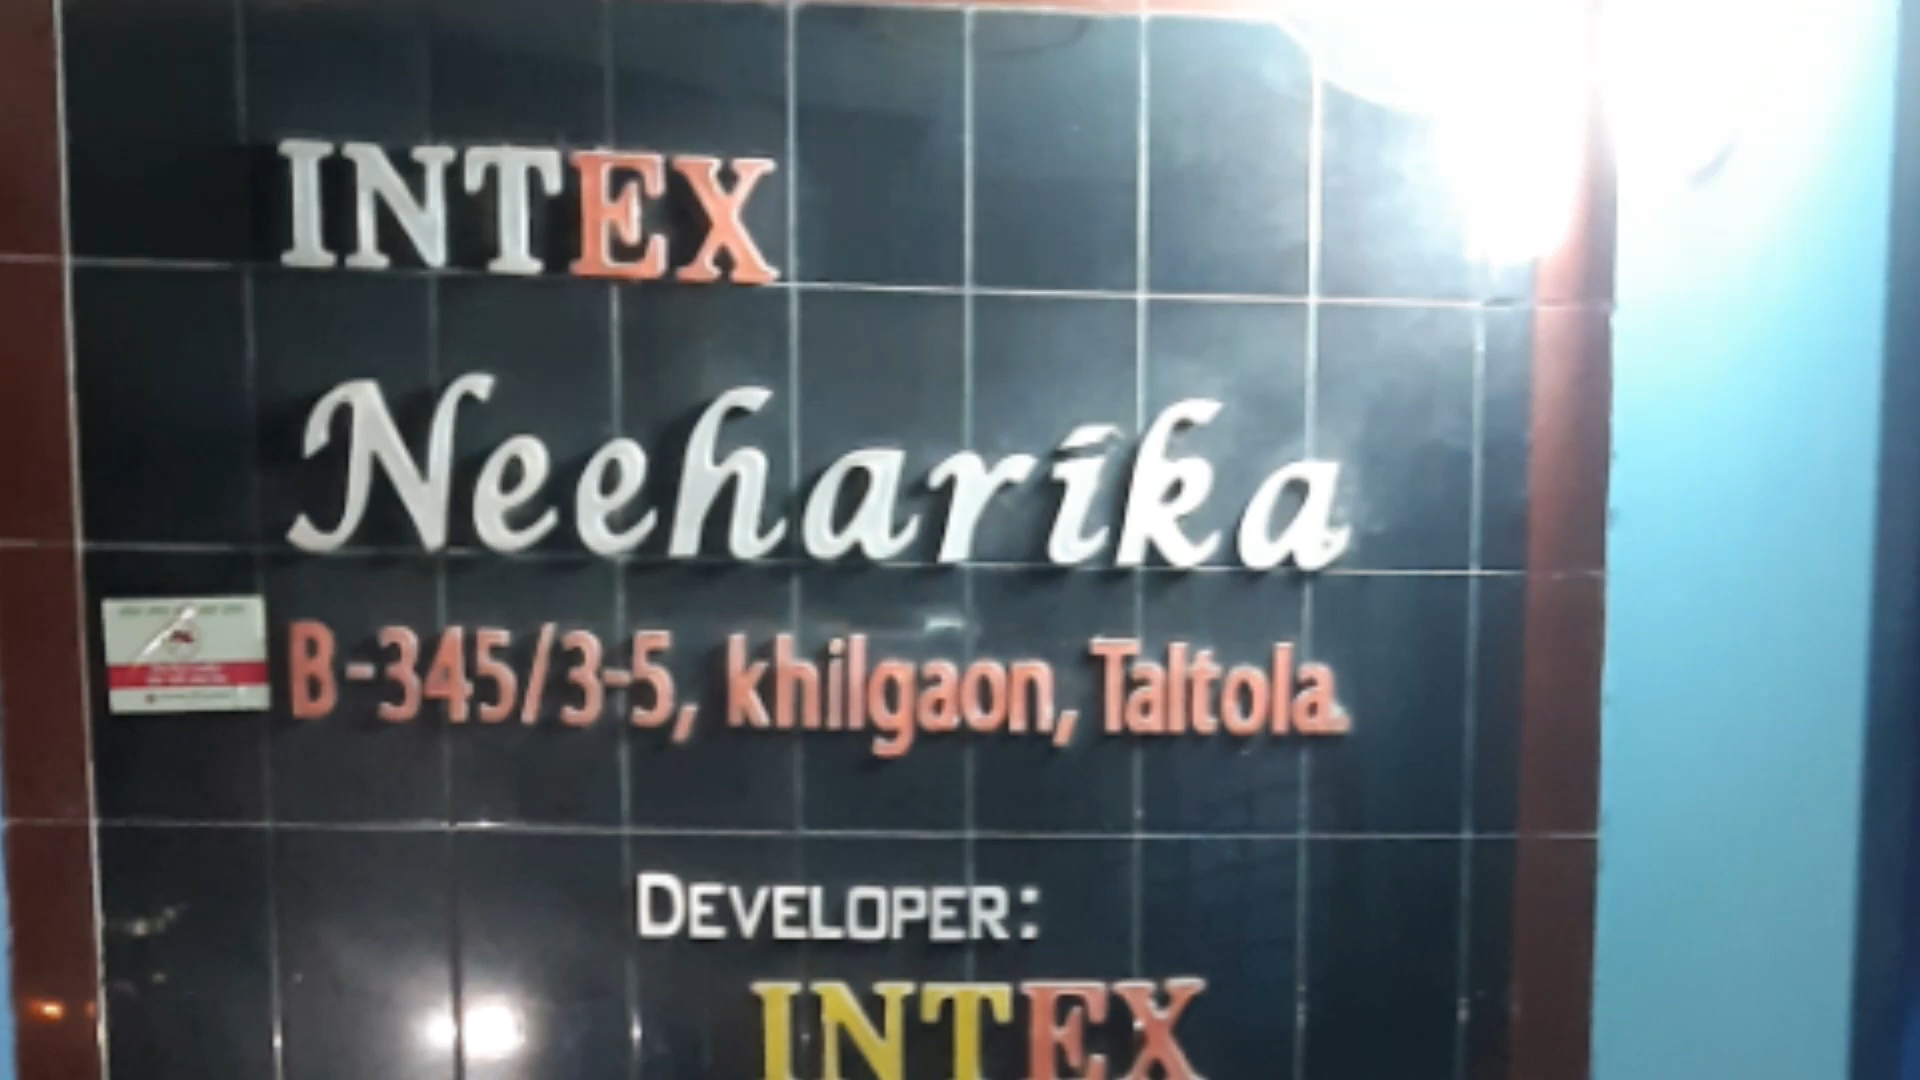 INTEX
Neeharika
B-345/3-5, khilgaon, Taltola.
DEVELOPER:
INTEX